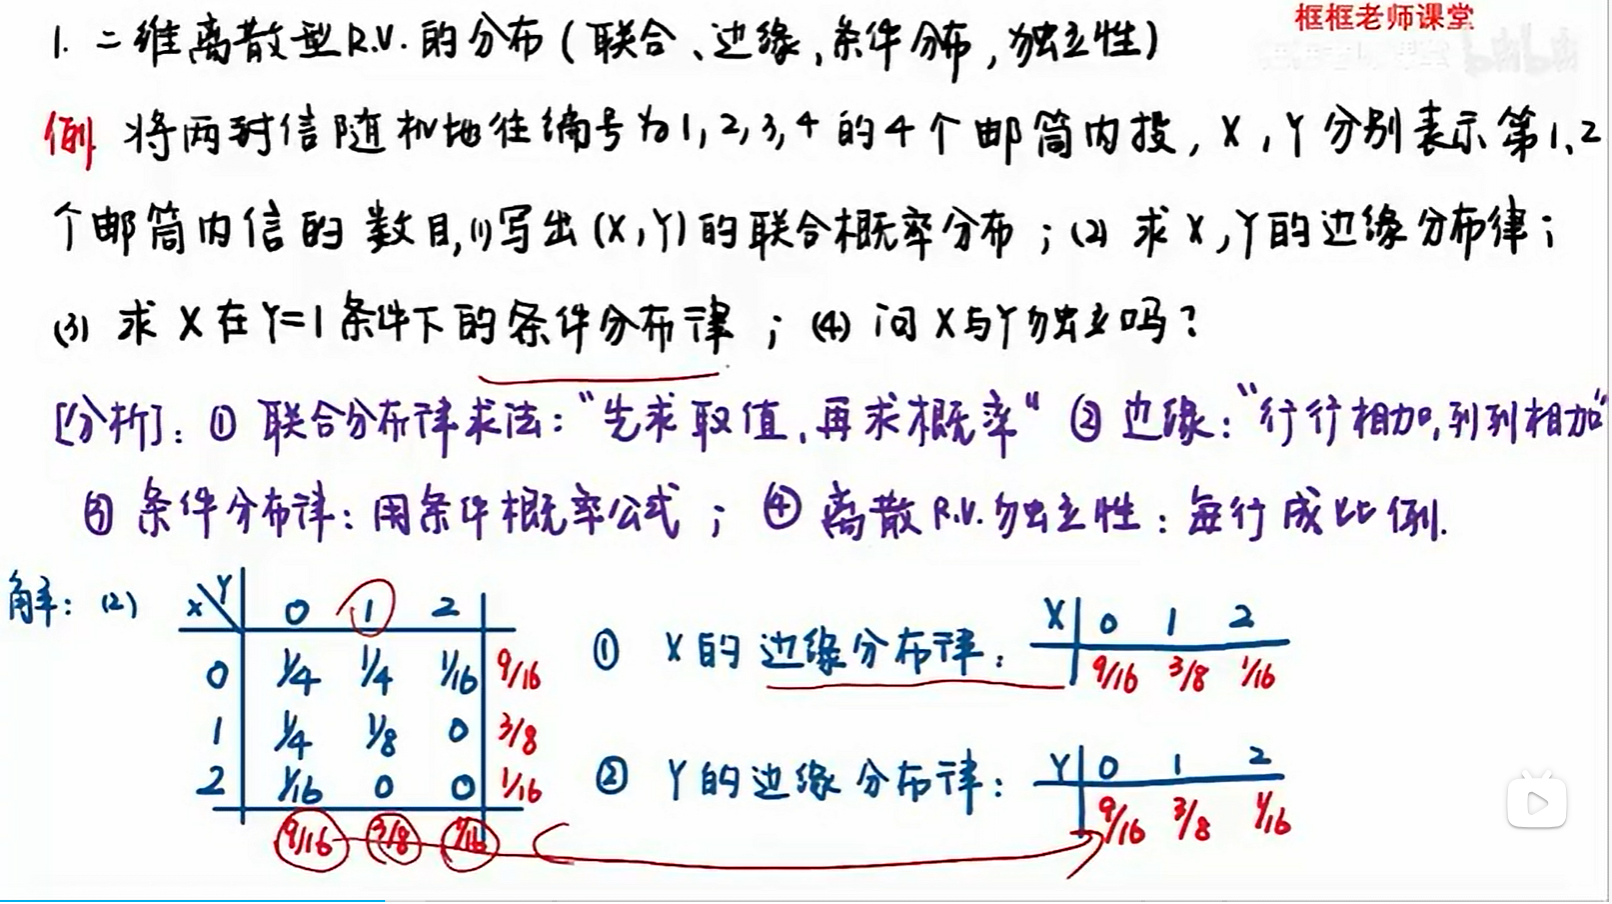 框框老师课堂
1. 二维离散型R.V.的分布(联合、边缘,条件分布,独立性)
例 将两封信随机地往编号为1,2,3,4的4个邮筒内投,X,Y分别表示第1、2
个邮筒内信的数目,(1)写出(X,Y)的联合概率分布;(2)求X,Y的边缘分布律;
(3) 求X在Y=1条件下的条件分布律;(4)问X与Y独立吗?
[分析]:① 联合分布律求法:"先求取值,再求概率" ② 边缘:"行行相加,列列相加"
③ 条件分布律:用条件概率公式;④ 离散R.V.独立性:每行成比例.
解:(2)
X\Y 0 1 2
0 1/4 1/4 1/16 9/16
1 1/4 1/8 0 3/8
2 1/16 0 0 1/16
9/16 3/8 1/16
① X的边缘分布律:
X 0 1 2
9/16 3/8 1/16
② Y的边缘分布律:
Y 0 1 2
9/16 3/8 1/16